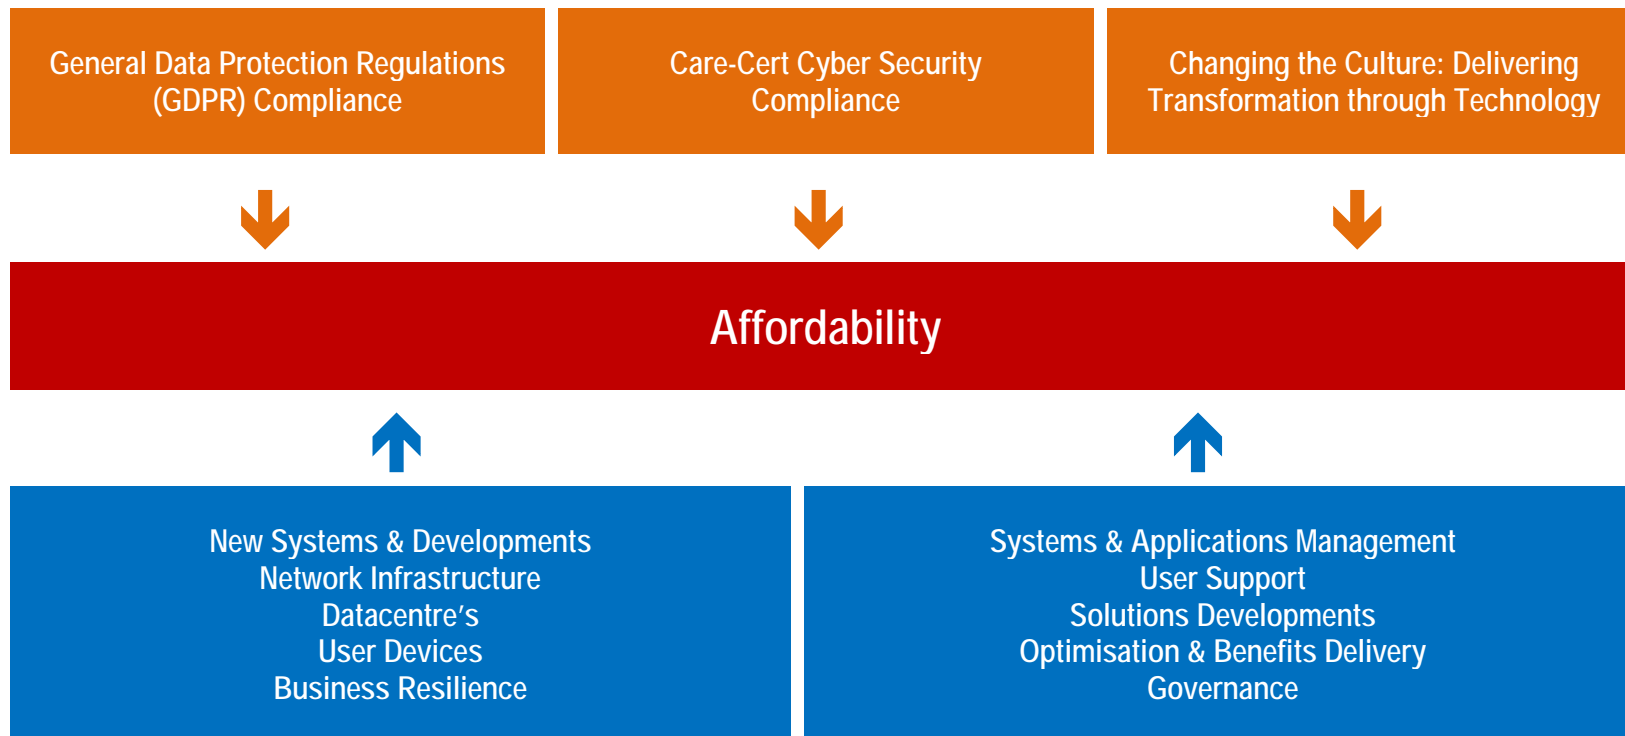 General Data Protection Regulations
(GDPR) Compliance
Care-Cert Cyber Security
Compliance
Changing the Culture: Delivering
Transformation through Technology
Affordability
New Systems & Developments
Network Infrastructure
Datacentre’s
User Devices
Business Resilience
Systems & Applications Management
User Support
Solutions Developments
Optimisation & Benefits Delivery
Governance